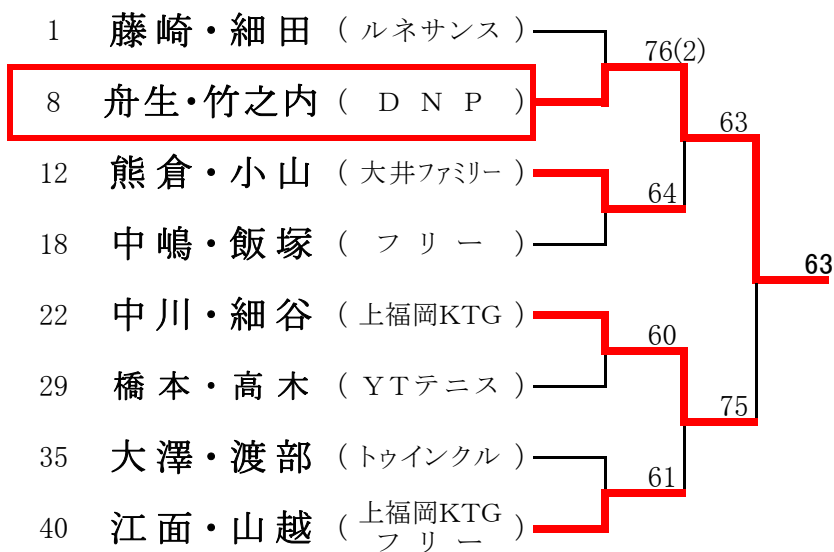 1 藤崎・細田 (ルネサンス)
76(2)
8 舟生・竹之内 (DNP)
63
12 熊倉・小山 (大井ファミリー)
64
18 中嶋・飯塚 (フリー)
63
22 中川・細谷 (上福岡KTG)
60
29 橋本・高木 (YTテニス)
75
35 大澤・渡部 (トゥインクル)
61
40 江面・山越 (上福岡KTG
フリー)